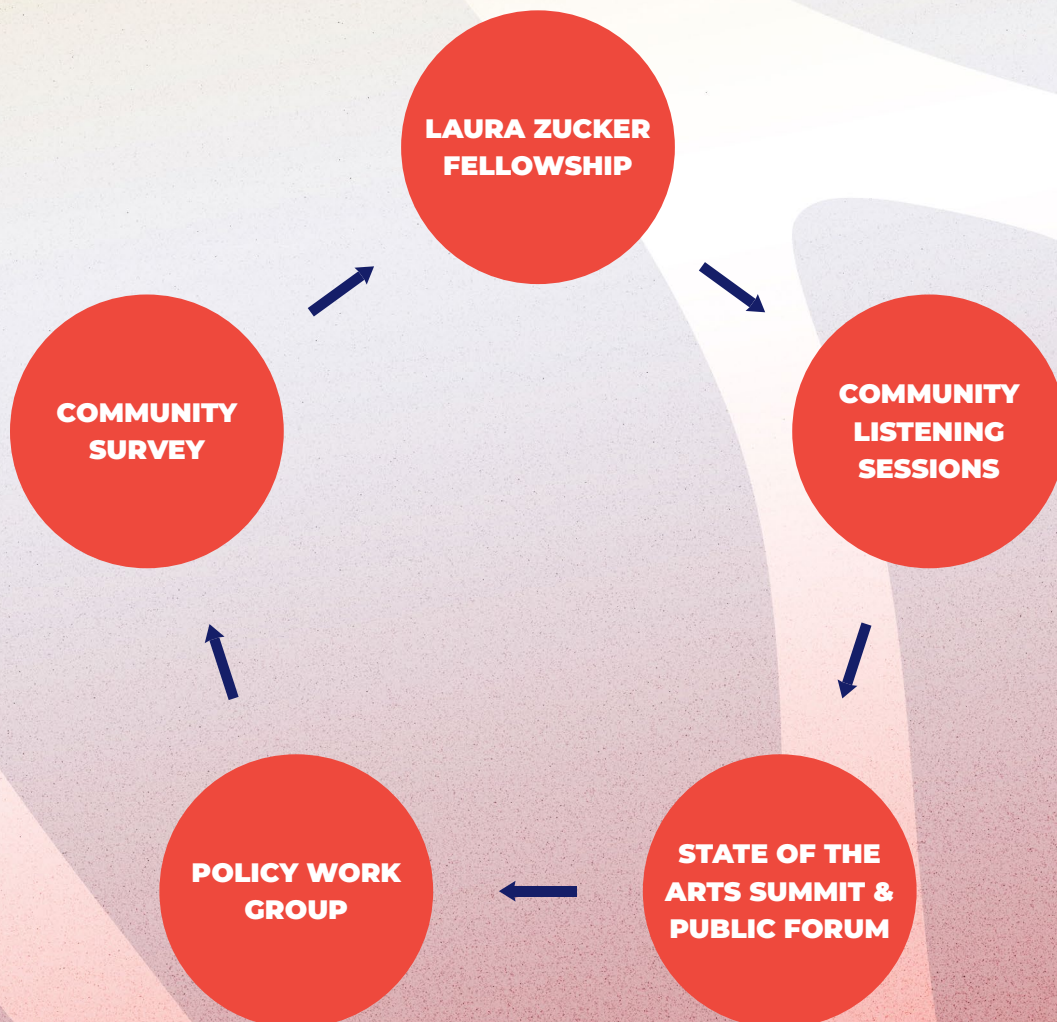 LAURA ZUCKER
FELLOWSHIP
COMMUNITY
LISTENING
SESSIONS
STATE OF THE
ARTS SUMMIT &
PUBLIC FORUM
POLICY WORK
GROUP
COMMUNITY
SURVEY